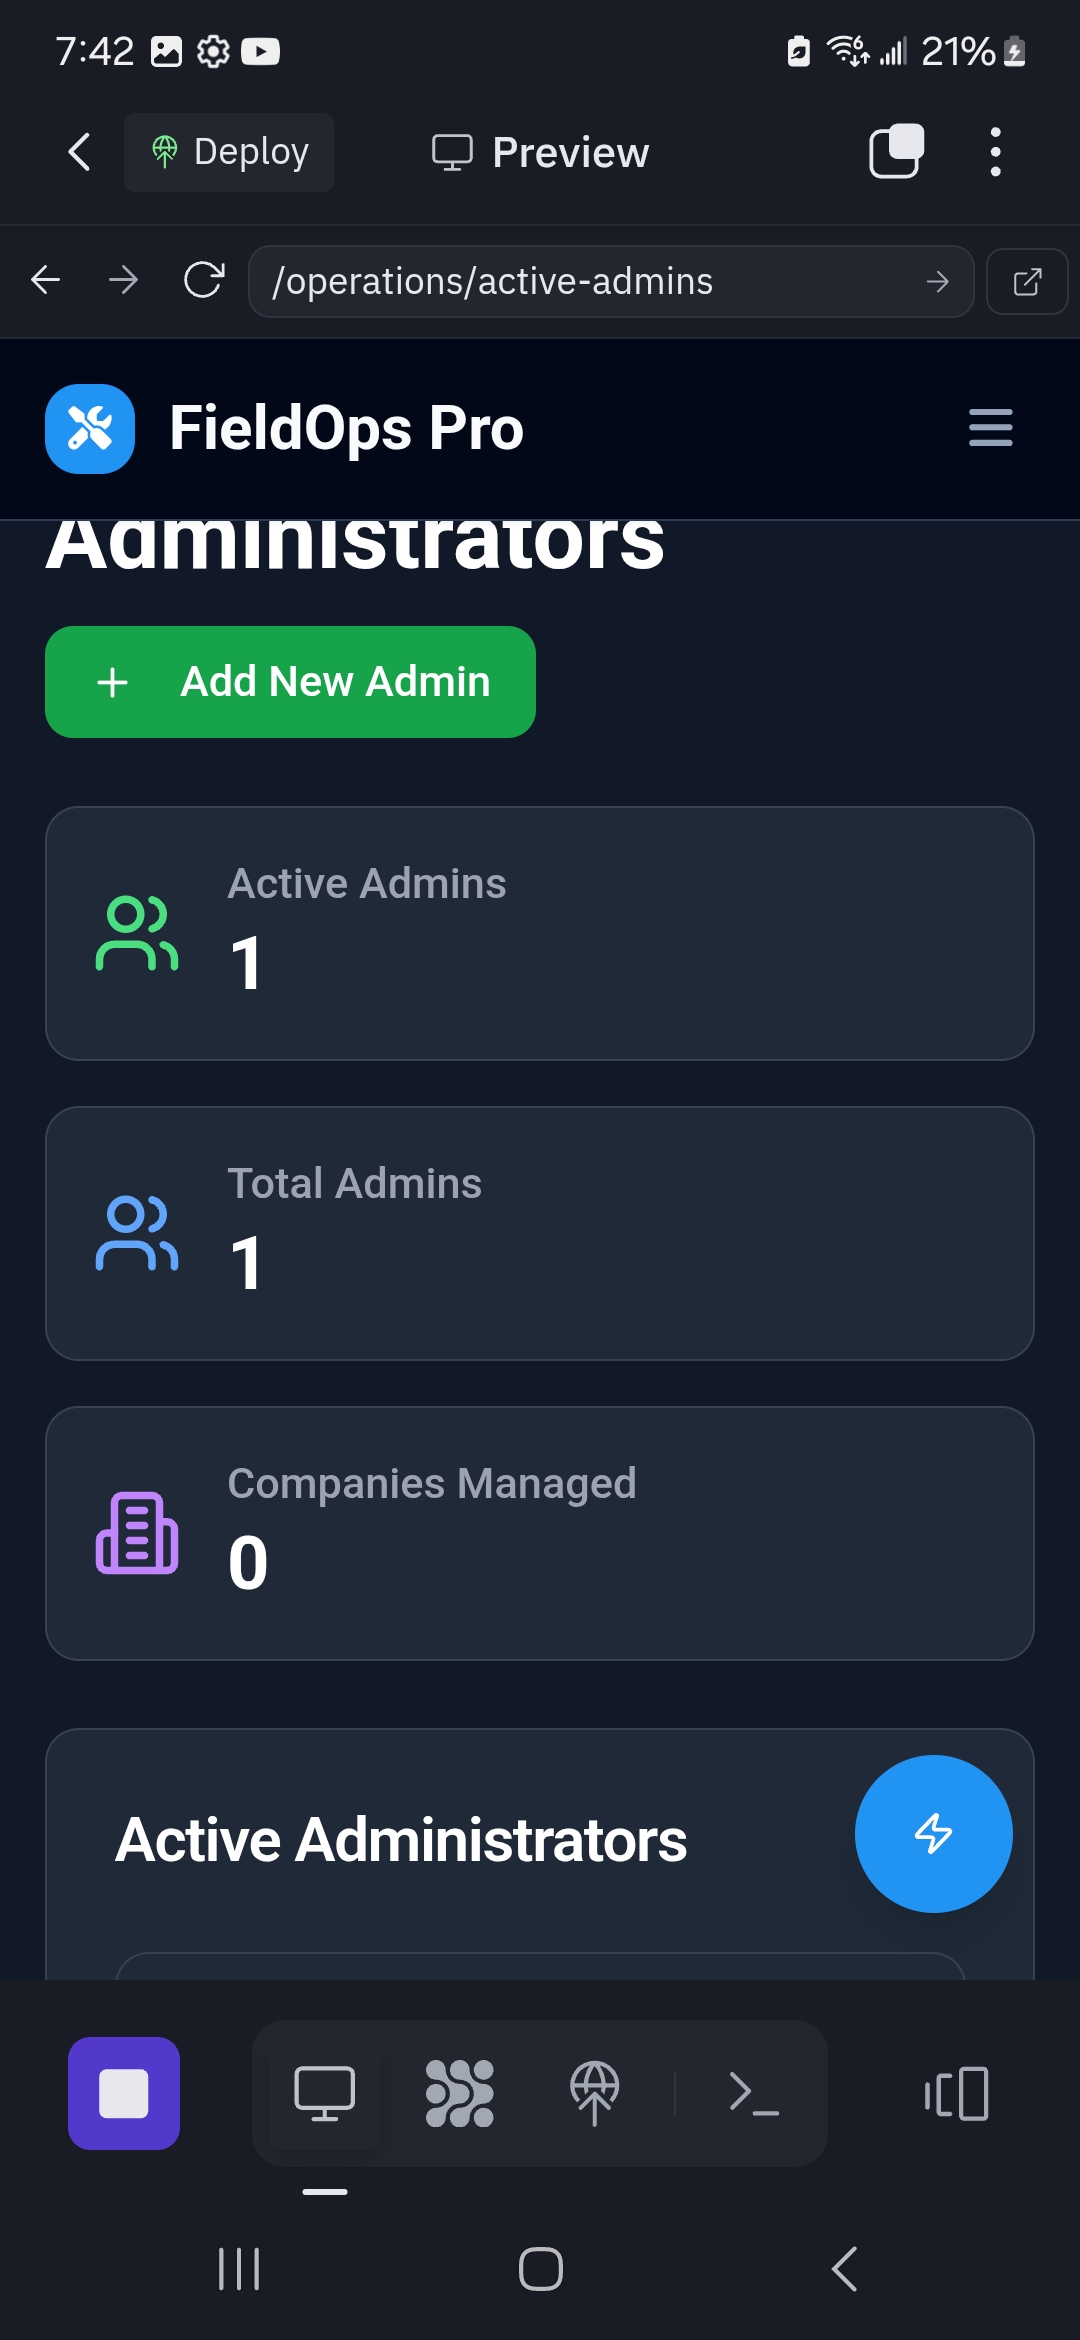 7:42
21%
Deploy
Preview
/operations/active-admins
FieldOps Pro
Administrators
Add New Admin
Active Admins
1
Total Admins
1
Companies Managed
0
Active Administrators